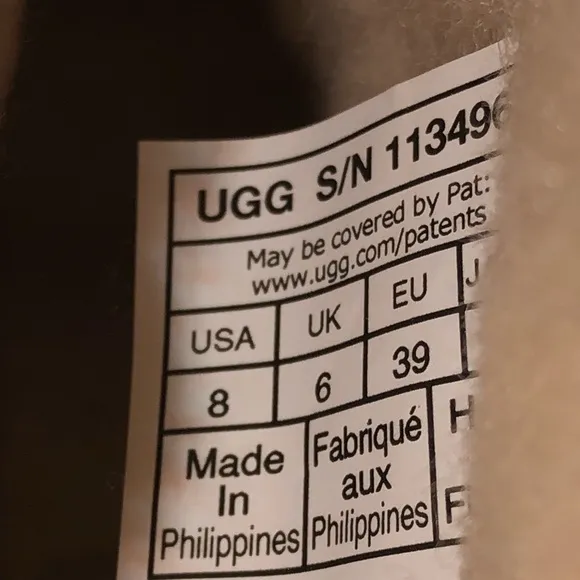 UGG S/N 113496
May be covered by Pat:
www.ugg.com/patents
USA UK EU J
8 6 39
Made In Philippines
Fabriqué aux Philippines
H
F